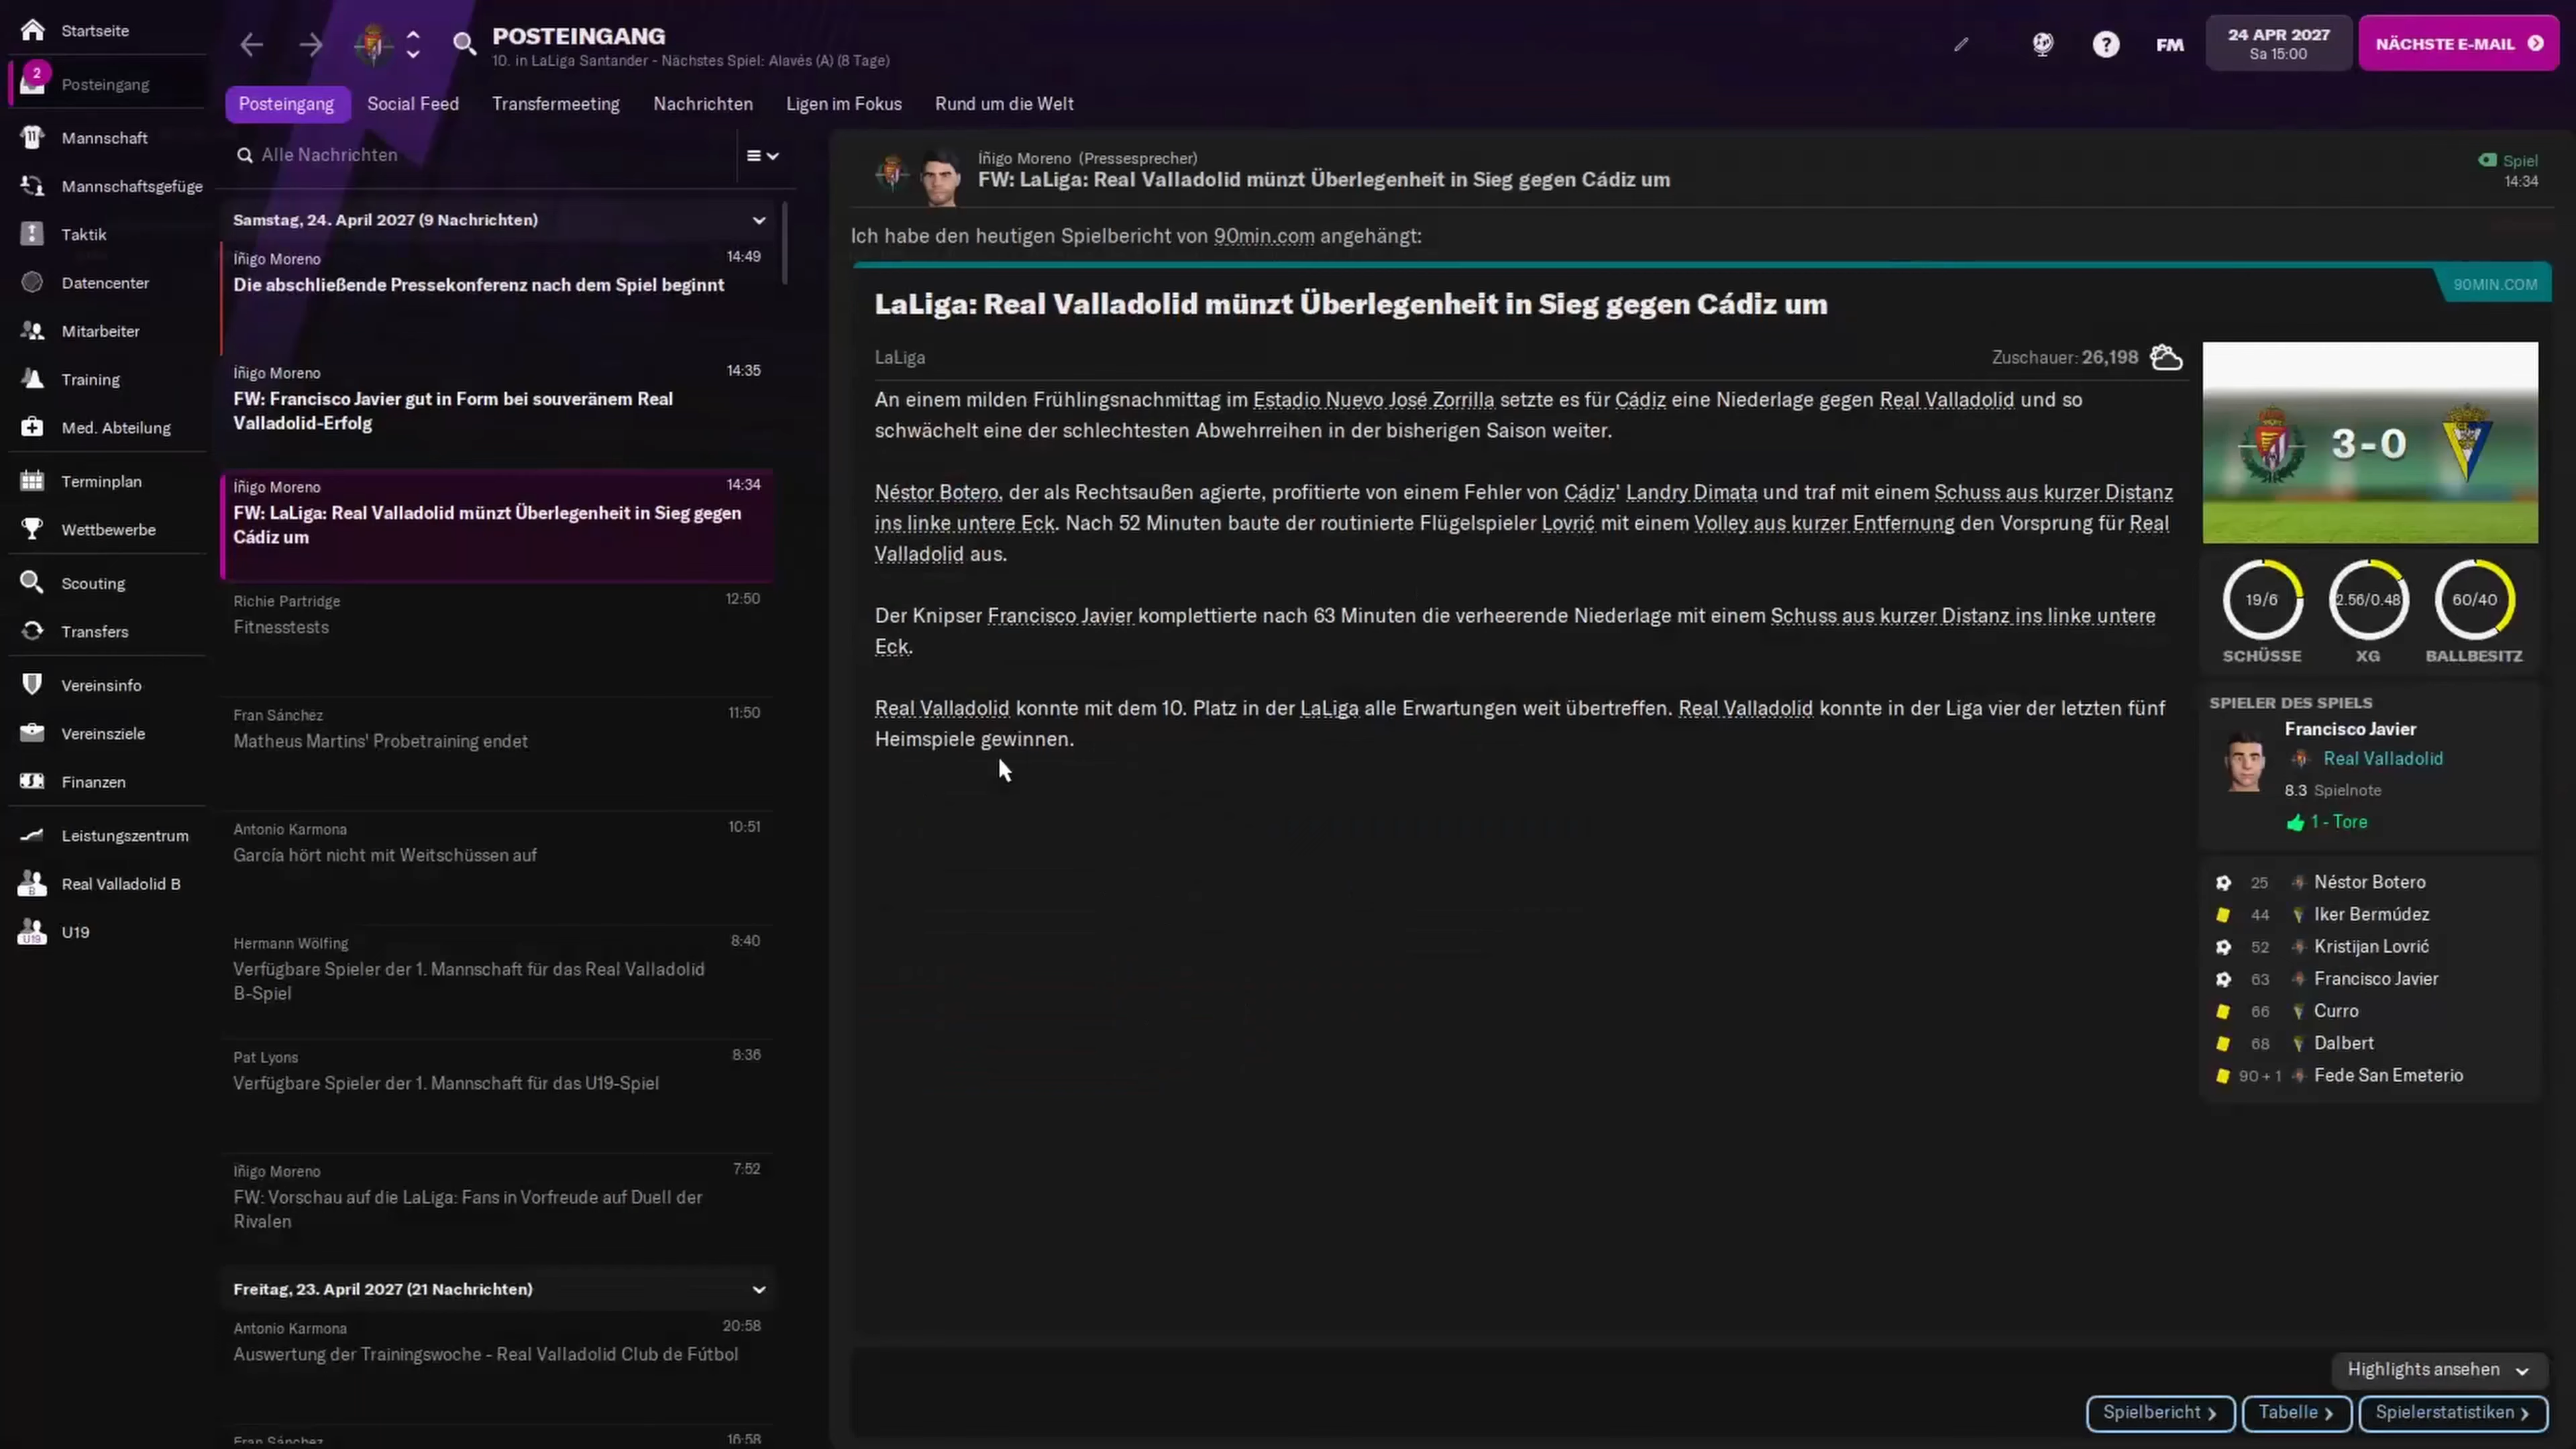 Startseite
2
Posteingang
Mannschaft
Mannschaftsgefüge
Taktik
Datencenter
Mitarbeiter
Training
Med. Abteilung
Terminplan
Wettbewerbe
Scouting
Transfers
Vereinsinfo
Vereinsziele
Finanzen
Leistungszentrum
Real Valladolid B
U19
POSTEINGANG
10. in LaLiga Santander - Nächstes Spiel: Alavés (A) (8 Tage)
FM
24 APR 2027
Sa 15:00
NÄCHSTE E-MAIL
Posteingang Social Feed Transfermeeting Nachrichten Ligen im Fokus Rund um die Welt
Alle Nachrichten
Samstag, 24. April 2027 (9 Nachrichten)
Íñigo Moreno 14:49
Die abschließende Pressekonferenz nach dem Spiel beginnt
Íñigo Moreno 14:35
FW: Francisco Javier gut in Form bei souveränem Real
Valladolid-Erfolg
Íñigo Moreno 14:34
FW: LaLiga: Real Valladolid münzt Überlegenheit in Sieg gegen
Cádiz um
Richie Partridge 12:50
Fitnesstests
Fran Sánchez 11:50
Matheus Martins' Probetraining endet
Antonio Karmona 10:51
García hört nicht mit Weitschüssen auf
Hermann Wölfing 8:40
Verfügbare Spieler der 1. Mannschaft für das Real Valladolid
B-Spiel
Pat Lyons 8:36
Verfügbare Spieler der 1. Mannschaft für das U19-Spiel
Íñigo Moreno 7:52
FW: Vorschau auf die LaLiga: Fans in Vorfreude auf Duell der
Rivalen
Freitag, 23. April 2027 (21 Nachrichten)
Antonio Karmona 20:58
Auswertung der Trainingswoche - Real Valladolid Club de Fútbol
Fran Sánchez 16:58
Íñigo Moreno (Pressesprecher)
FW: LaLiga: Real Valladolid münzt Überlegenheit in Sieg gegen Cádiz um
Spiel
14:34
Ich habe den heutigen Spielbericht von 90min.com angehängt:
90MIN.COM
LaLiga: Real Valladolid münzt Überlegenheit in Sieg gegen Cádiz um
LaLiga Zuschauer: 26,198
An einem milden Frühlingsnachmittag im Estadio Nuevo José Zorrilla setzte es für Cádiz eine Niederlage gegen Real Valladolid und so
schwächelt eine der schlechtesten Abwehrreihen in der bisherigen Saison weiter.
Néstor Botero, der als Rechtsaußen agierte, profitierte von einem Fehler von Cádiz' Landry Dimata und traf mit einem Schuss aus kurzer Distanz
ins linke untere Eck. Nach 52 Minuten baute der routinierte Flügelspieler Lovrić mit einem Volley aus kurzer Entfernung den Vorsprung für Real
Valladolid aus.
Der Knipser Francisco Javier komplettierte nach 63 Minuten die verheerende Niederlage mit einem Schuss aus kurzer Distanz ins linke untere
Eck.
Real Valladolid konnte mit dem 10. Platz in der LaLiga alle Erwartungen weit übertreffen. Real Valladolid konnte in der Liga vier der letzten fünf
Heimspiele gewinnen.
3-0
19/6 2.56/0.48 60/40
SCHÜSSE XG BALLBESITZ
SPIELER DES SPIELS
Francisco Javier
Real Valladolid
8.3 Spielnote
1 - Tore
25 Néstor Botero
44 Iker Bermúdez
52 Kristijan Lovrić
63 Francisco Javier
66 Curro
68 Dalbert
90 + 1 Fede San Emeterio
Highlights ansehen
Spielbericht Tabelle Spielerstatistiken